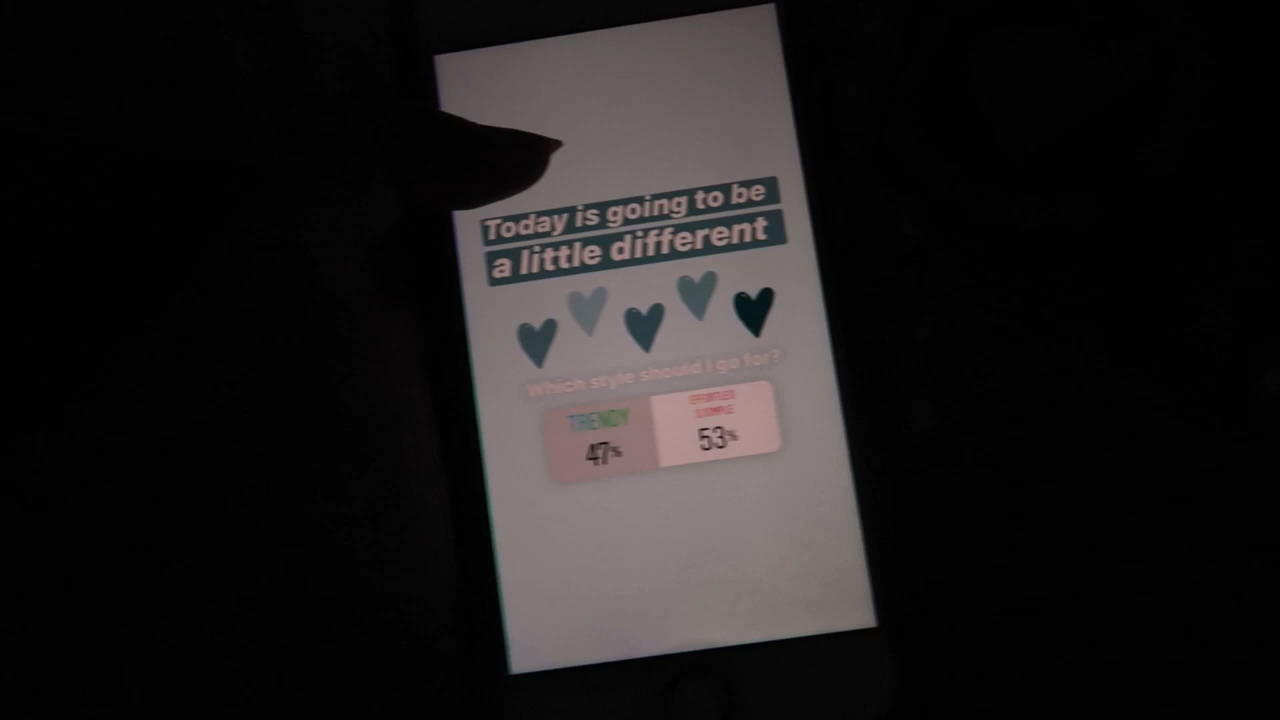 Today is going to be
a little different
Which style should I go for?
TRENDY
47%
53%